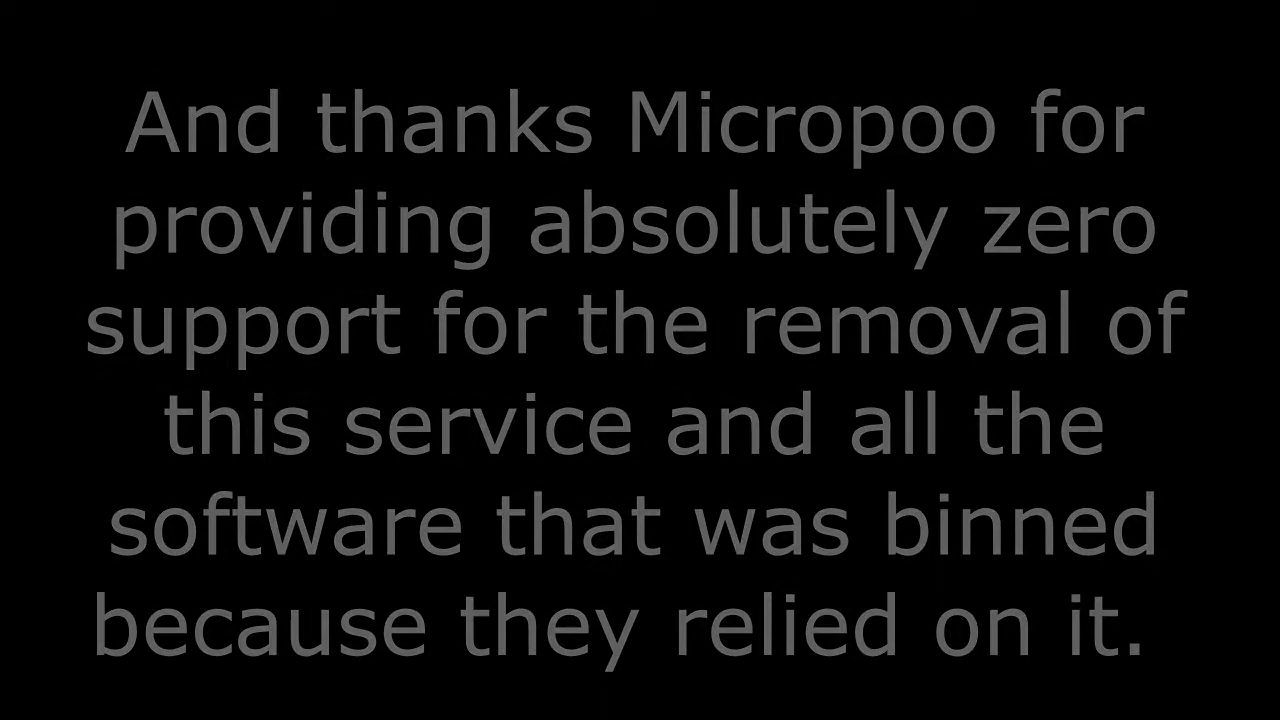 And thanks Micropoo for
providing absolutely zero
support for the removal of
this service and all the
software that was binned
because they relied on it.